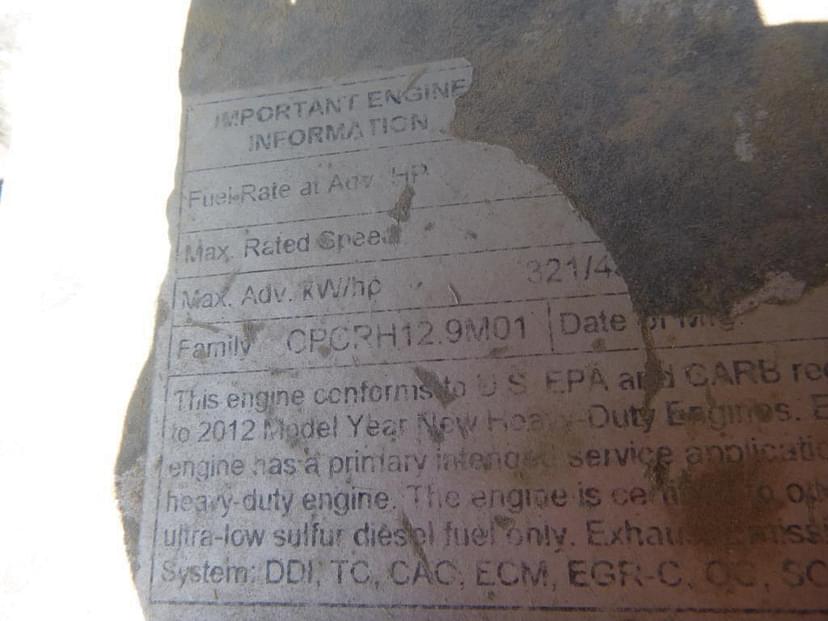 IMPORTANT ENGINE
INFORMATION
Fuel-Rate at Adv. HP
Max. Rated Speed
Max. Adv. kW/hp 321/4
Family CPCRH12.9M01 Date of Mfg.
This engine conforms to U.S. EPA and CARB
to 2012 Model Year New Heavy-Duty Engines.
engine has a primary intended service
heavy-duty engine. The engine is
ultra-low sulfur diesel fuel only. Exhaust
System: DDI, TC, CAC, ECM, EGR-C, OC,